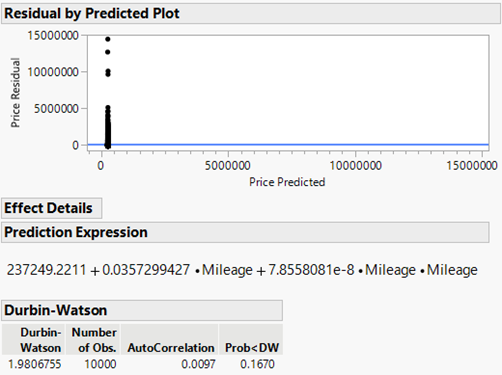 Residual by Predicted Plot
15000000
10000000
5000000
0
Price Residual
0 5000000 10000000 15000000
Price Predicted
Effect Details
Prediction Expression
237249.2211 + 0.0357299427 • Mileage + 7.8558081e-8 • Mileage • Mileage
Durbin-Watson
Durbin- Number
Watson of Obs. AutoCorrelation Prob<DW
1.9806755 10000 0.0097 0.1670